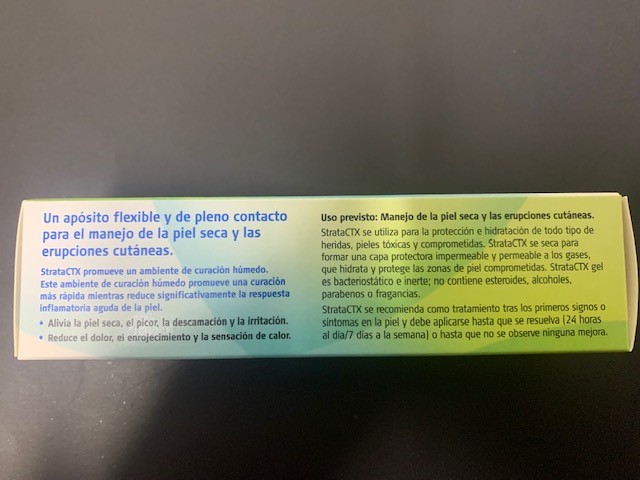 Un apósito flexible y de pleno contacto
para el manejo de la piel seca y las
erupciones cutáneas.
StrataCTX promueve un ambiente de curación húmedo.
Este ambiente de curación húmedo promueve una curación
más rápida mientras reduce significativamente la respuesta
inflamatoria aguda de la piel.
• Alivia la piel seca, el picor, la descamación y la irritación.
• Reduce el dolor, el enrojecimiento y la sensación de calor.
Uso previsto: Manejo de la piel seca y las erupciones cutáneas.
StrataCTX se utiliza para la protección e hidratación de todo tipo de
heridas, pieles tóxicas y comprometidas. StrataCTX se seca para
formar una capa protectora impermeable y permeable a los gases,
que hidrata y protege las zonas de piel comprometidas. StrataCTX gel
es bacteriostático e inerte; no contiene esteroides, alcoholes,
parabenos o fragancias.
StrataCTX se recomienda como tratamiento tras los primeros signos o
síntomas en la piel y debe aplicarse hasta que se resuelva (24 horas
al día/7 días a la semana) o hasta que no se observe ninguna mejora.